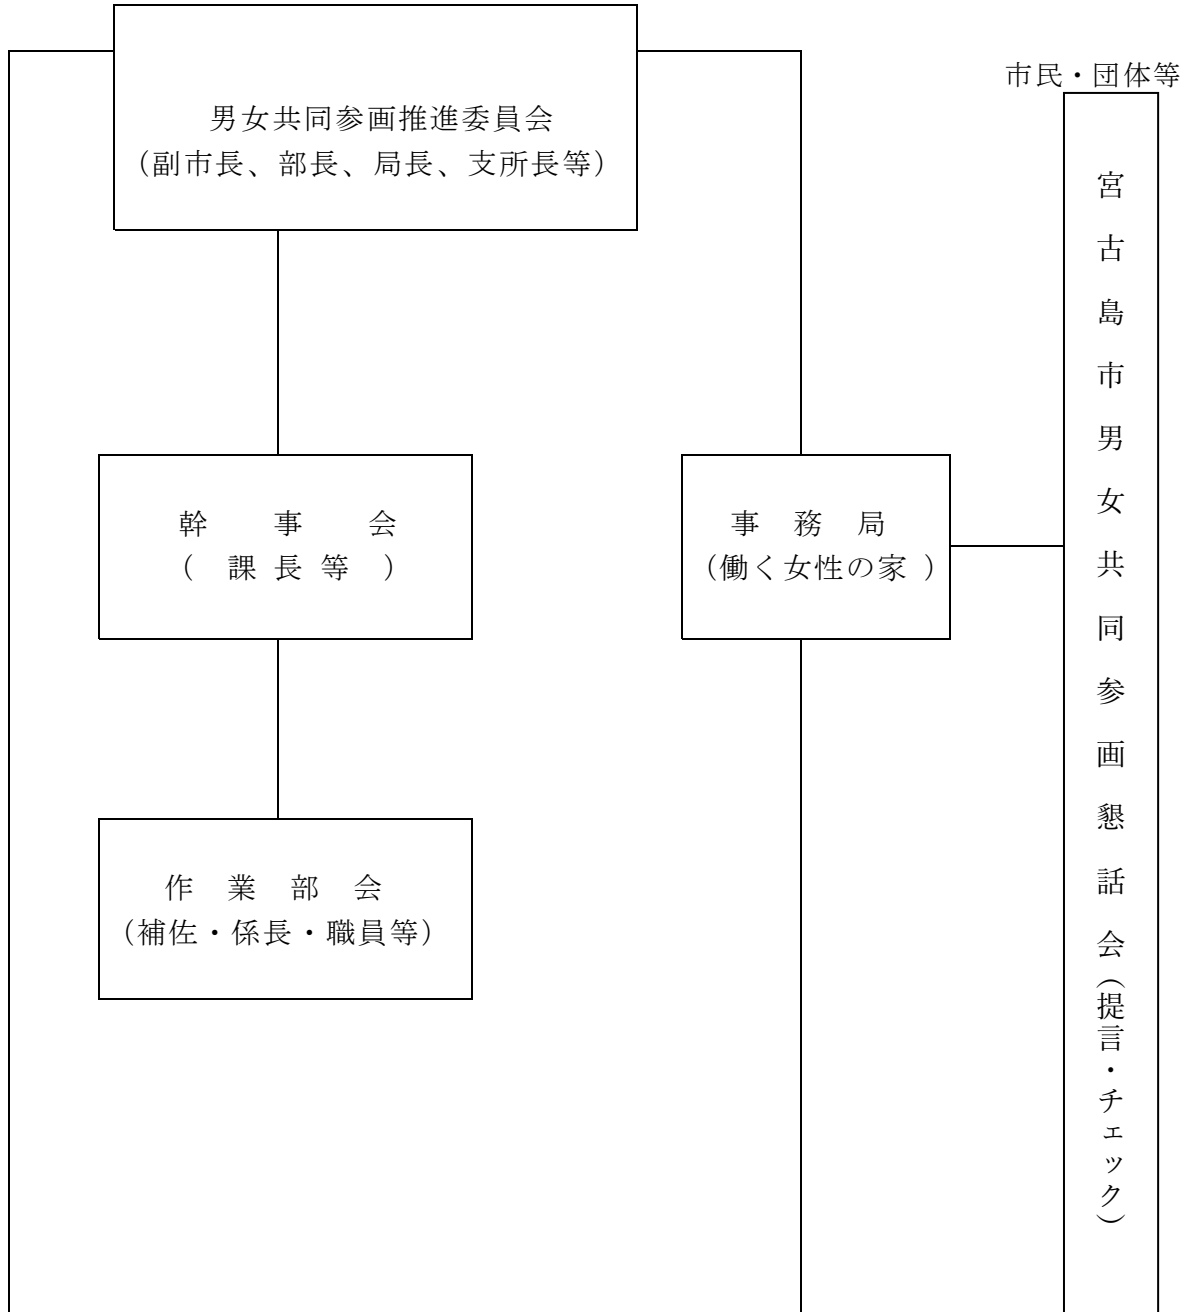 市民・団体等
男女共同参画推進委員会
（副市長、部長、局長、支所長等）
幹事会
（課長等）
事務局
（働く女性の家）
作業部会
（補佐・係長・職員等）
宮古島市男女共同参画懇話会（提言・チェック）